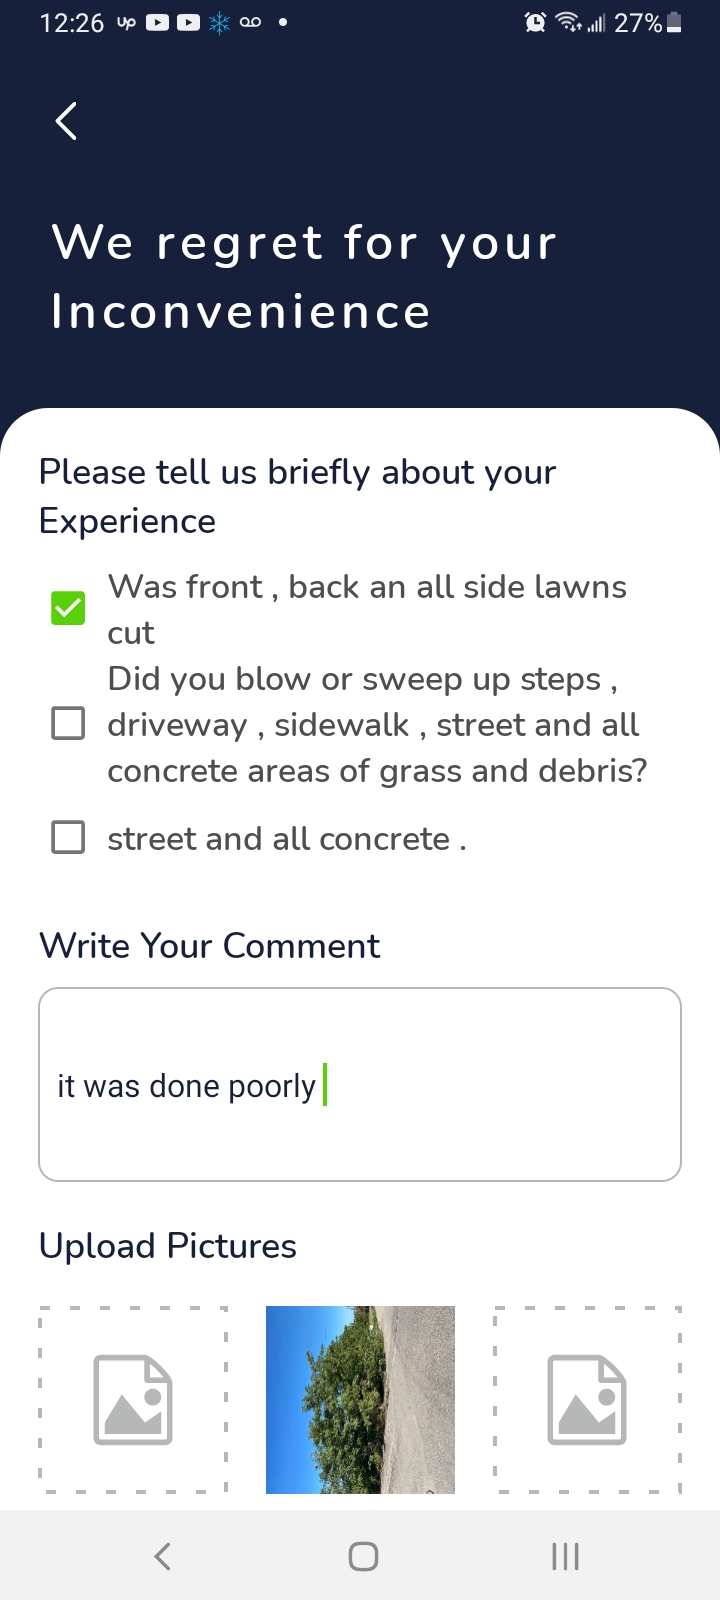 12:26 up 27%
We regret for your
Inconvenience
Please tell us briefly about your
Experience
Was front , back an all side lawns
cut
Did you blow or sweep up steps ,
driveway , sidewalk , street and all
concrete areas of grass and debris?
street and all concrete .
Write Your Comment
it was done poorly
Upload Pictures